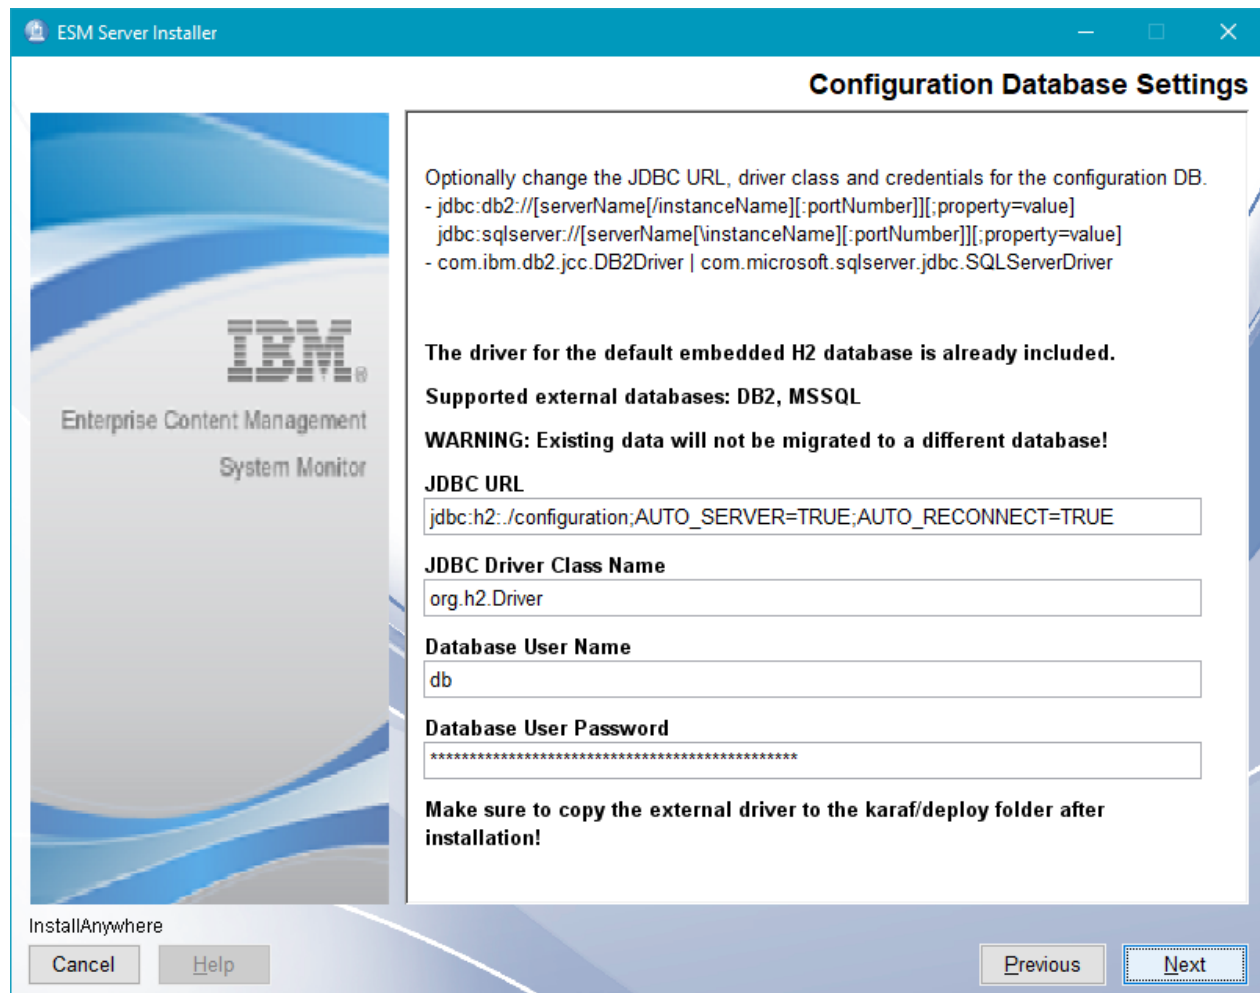 ESM Server Installer
Configuration Database Settings
IBM®
Enterprise Content Management
System Monitor
Optionally change the JDBC URL, driver class and credentials for the configuration DB.
- jdbc:db2://[serverName[/instanceName][:portNumber]][;property=value]
jdbc:sqlserver://[serverName[\instanceName][:portNumber]][;property=value]
- com.ibm.db2.jcc.DB2Driver | com.microsoft.sqlserver.jdbc.SQLServerDriver
The driver for the default embedded H2 database is already included.
Supported external databases: DB2, MSSQL
WARNING: Existing data will not be migrated to a different database!
JDBC URL
jdbc:h2:./configuration;AUTO_SERVER=TRUE;AUTO_RECONNECT=TRUE
JDBC Driver Class Name
org.h2.Driver
Database User Name
db
Database User Password
***********************************************
Make sure to copy the external driver to the karaf/deploy folder after
installation!
InstallAnywhere
Cancel
Help
Previous
Next